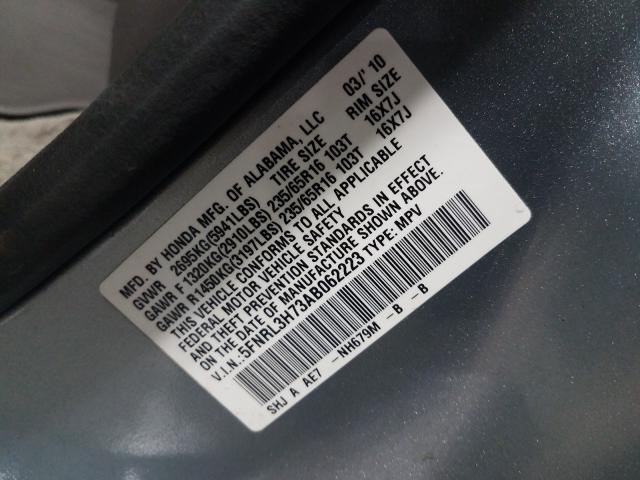 MFD. BY HONDA MFG. OF ALABAMA, LLC 03/' 10
GVWR 2695KG(5941LBS) TIRE SIZE RIM SIZE
GAWR F 1320KG(2910LBS) 235/65R16 103T 16X7J
GAWR R1450KG(3197LBS) 235/65R16 103T 16X7J
THIS VEHICLE CONFORMS TO ALL APPLICABLE
FEDERAL MOTOR VEHICLE SAFETY
AND THEFT PREVENTION STANDARDS IN EFFECT
ON THE DATE OF MANUFACTURE SHOWN ABOVE.
V.I.N.:5FNRL3H73AB062223 TYPE: MPV
SHJ A AE7 -NH679M -B -B